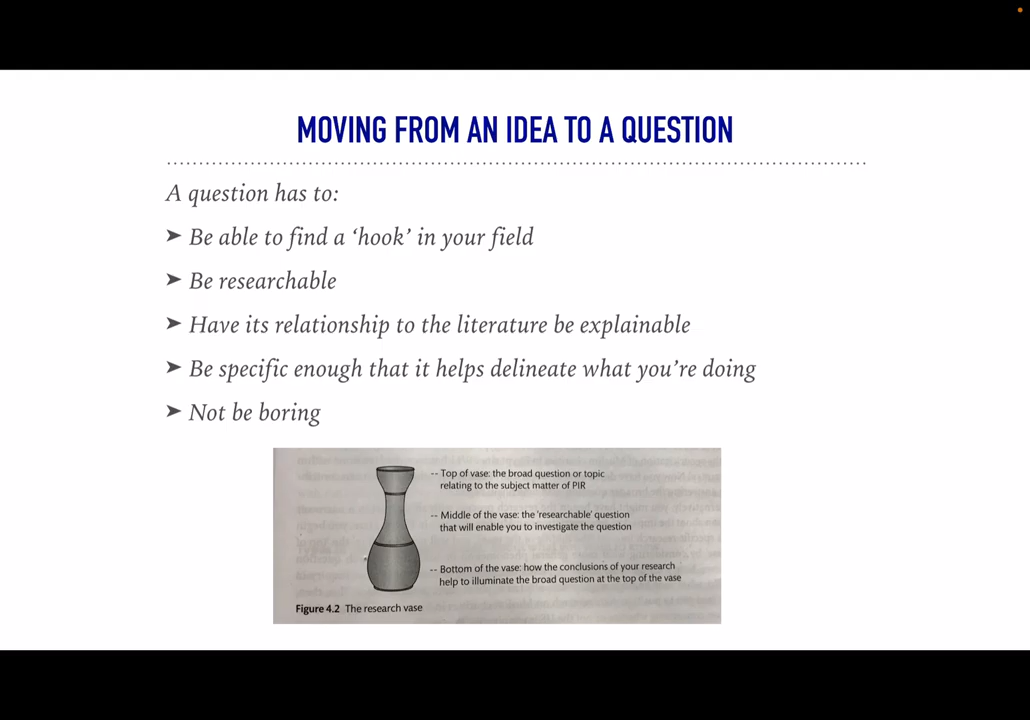 MOVING FROM AN IDEA TO A QUESTION
A question has to:
➤ Be able to find a ‘hook’ in your field
➤ Be researchable
➤ Have its relationship to the literature be explainable
➤ Be specific enough that it helps delineate what you’re doing
➤ Not be boring
-- Top of vase: the broad question or topic
relating to the subject matter of PIR
-- Middle of the vase: the 'researchable' question
that will enable you to investigate the question
-- Bottom of the vase: how the conclusions of your research
help to illuminate the broad question at the top of the vase
Figure 4.2 The research vase